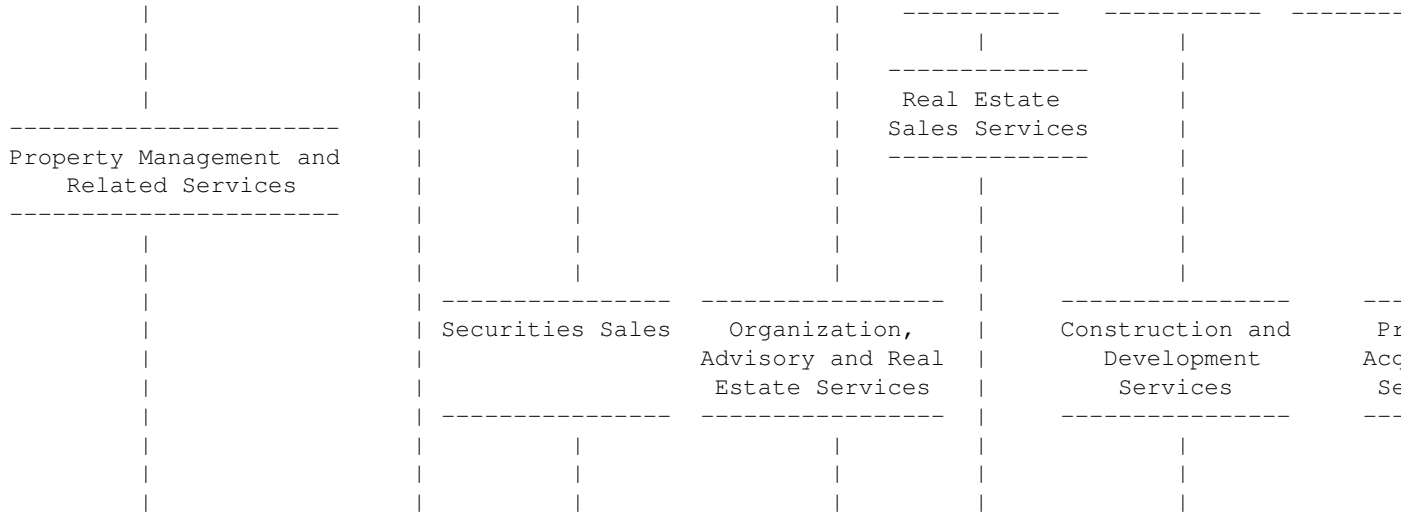 Real Estate
Sales Services
Property Management and
Related Services
Securities Sales
Organization,
Advisory and Real
Estate Services
Construction and
Development
Services